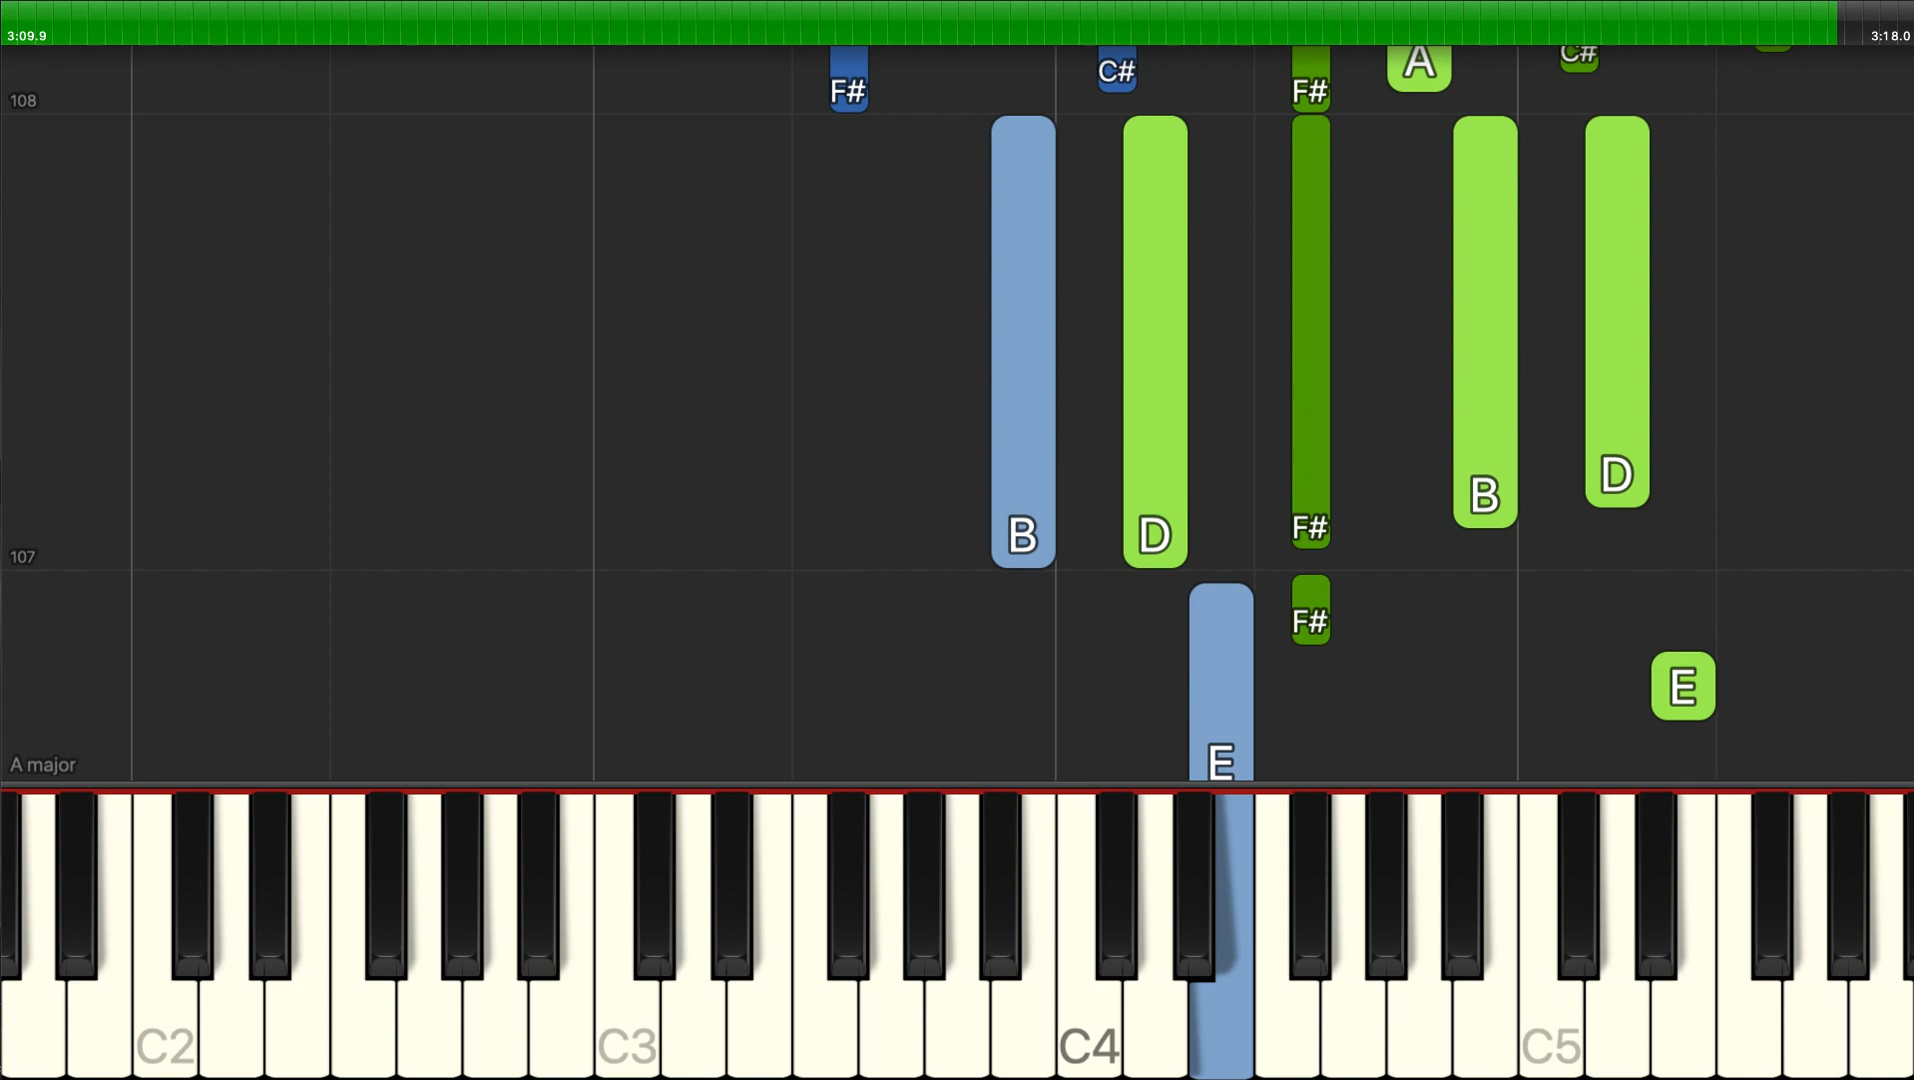 3:09.9 3:18.0
A C#
C#
F# F#
108
D
B
F#
B D
107
F#
E
E
A major
C2 C3 C4 C5